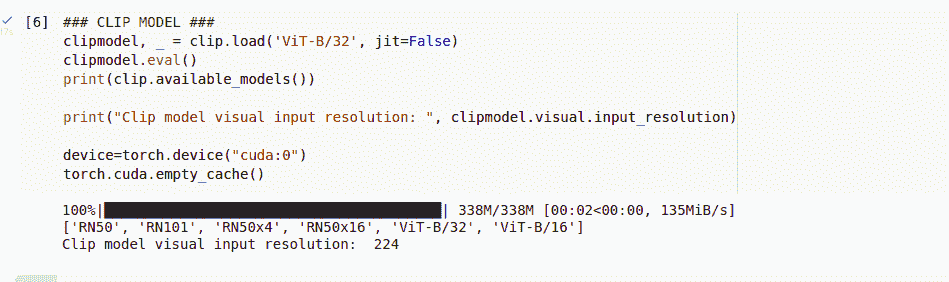 [6] ### CLIP MODEL ###
clipmodel, _ = clip.load('ViT-B/32', jit=False)
clipmodel.eval()
print(clip.available_models())
print("Clip model visual input resolution: ", clipmodel.visual.input_resolution)
device=torch.device("cuda:0")
torch.cuda.empty_cache()
100%|██████████| 338M/338M [00:02<00:00, 135MiB/s]
['RN50', 'RN101', 'RN50x4', 'RN50x16', 'ViT-B/32', 'ViT-B/16']
Clip model visual input resolution:  224